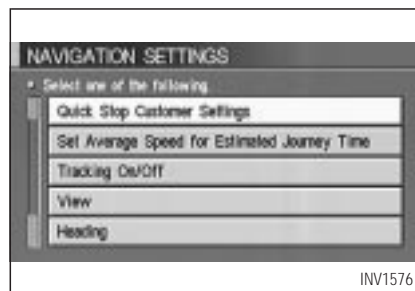 NAVIGATION SETTINGS
Select one of the following
Quick Stop Customer Settings
Set Average Speed for Estimated Journey Time
Tracking On/Off
View
Heading
INV1576